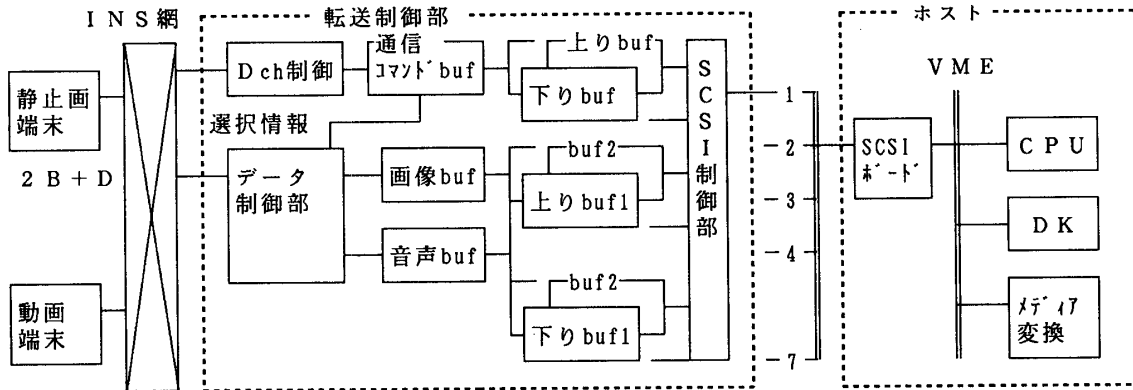 INS網
転送制御部
ホスト
静止画
端末
2B+D
動画
端末
Dch制御
通信
コマンドbuf
選択情報
データ
制御部
画像buf
音声buf
上りbuf
下りbuf
buf2
上りbuf1
buf2
下りbuf1
SCSI制御部
1
2
3
4
7
VME
SCSI
ボード
CPU
DK
メディア
変換